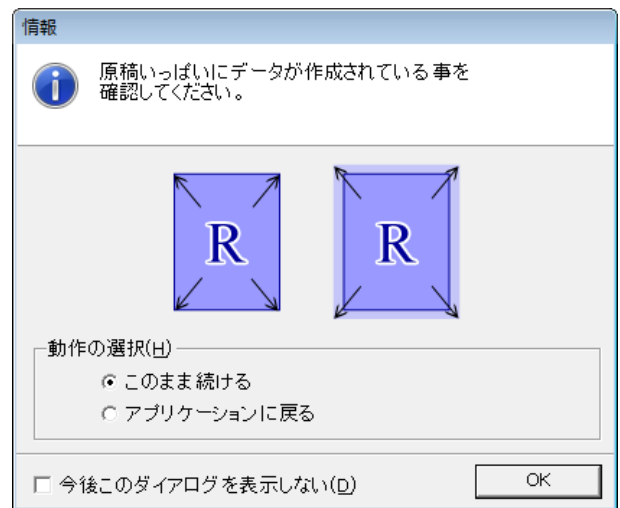 情報
原稿いっぱいにデータが作成されている事を
確認してください。
R
R
動作の選択(H)
このまま続ける
アプリケーションに戻る
今後このダイアログを表示しない(D)
OK